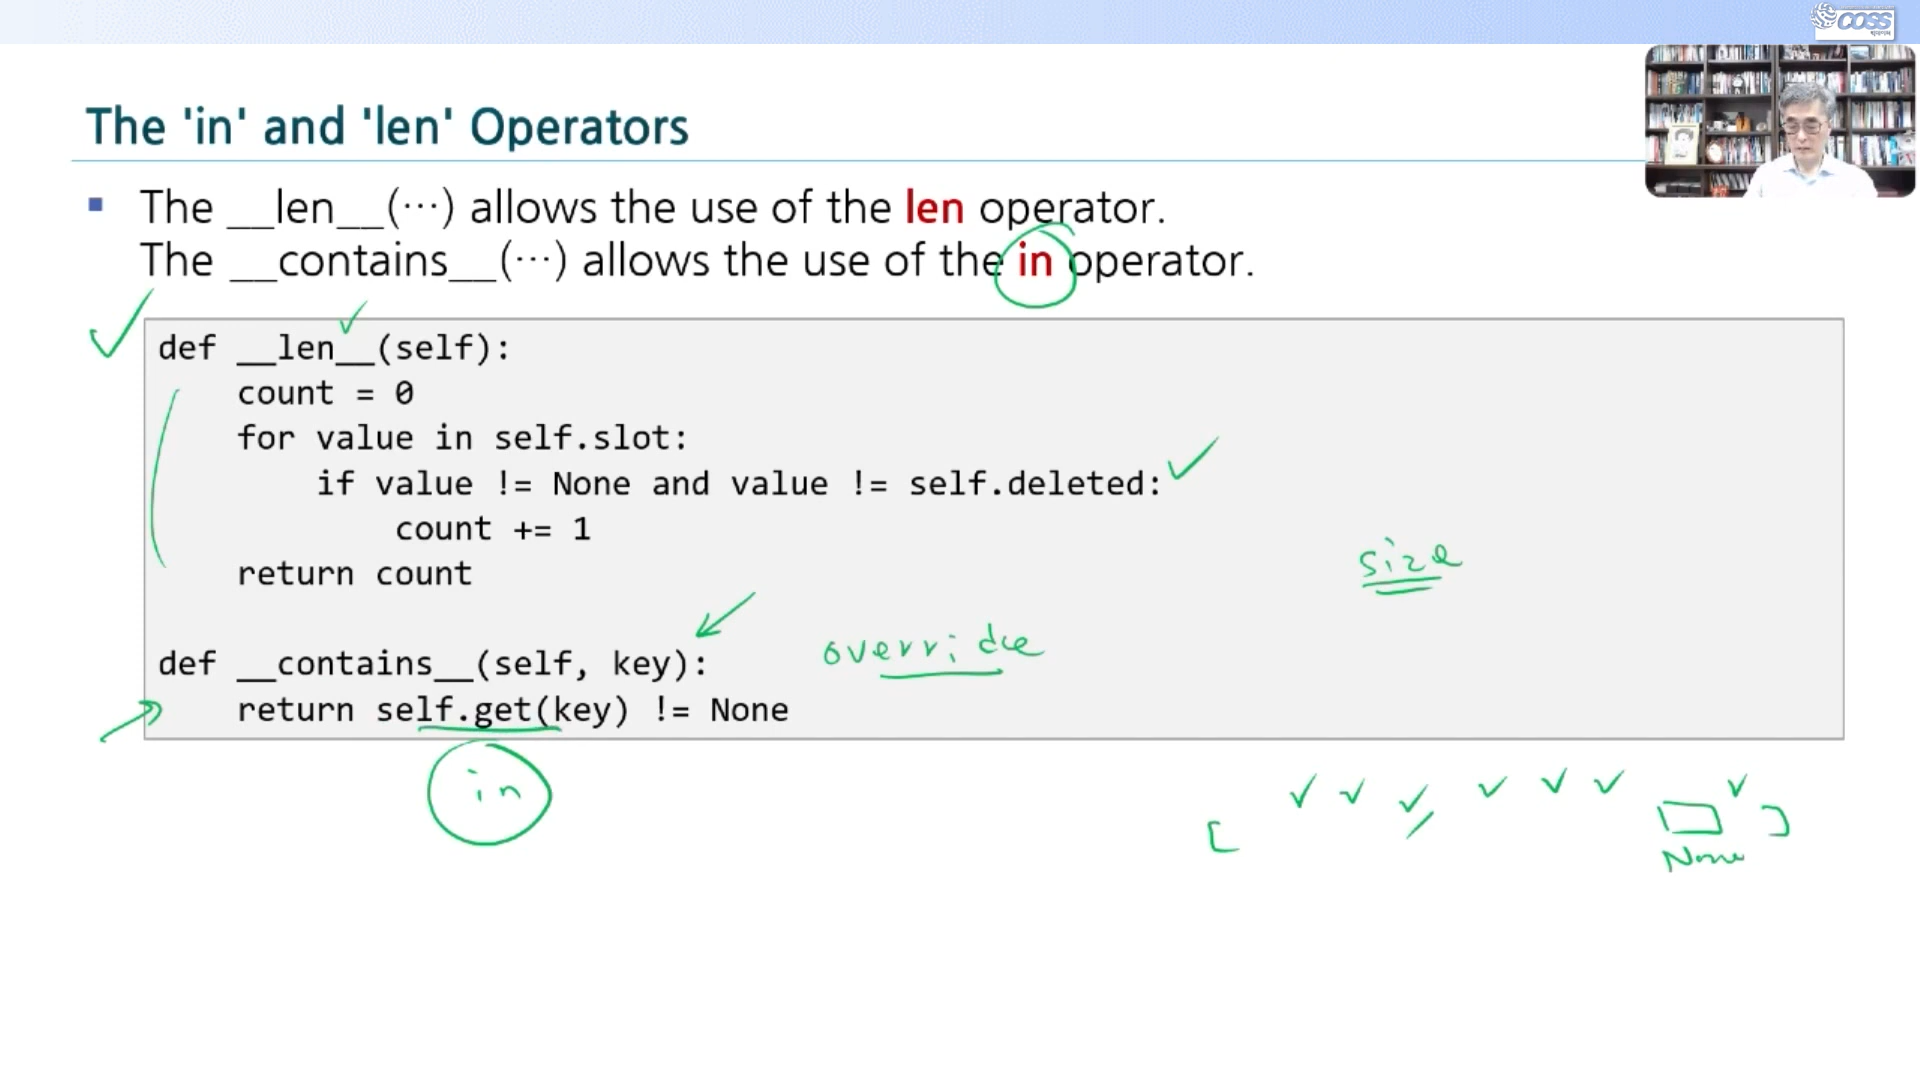 COSS
The 'in' and 'len' Operators
The __len__(···) allows the use of the len operator.
The __contains__(···) allows the use of the in operator.
def __len__(self):
    count = 0
    for value in self.slot:
        if value != None and value != self.deleted:
            count += 1
    return count
size
override
def __contains__(self, key):
    return self.get(key) != None
in
[ ]
None